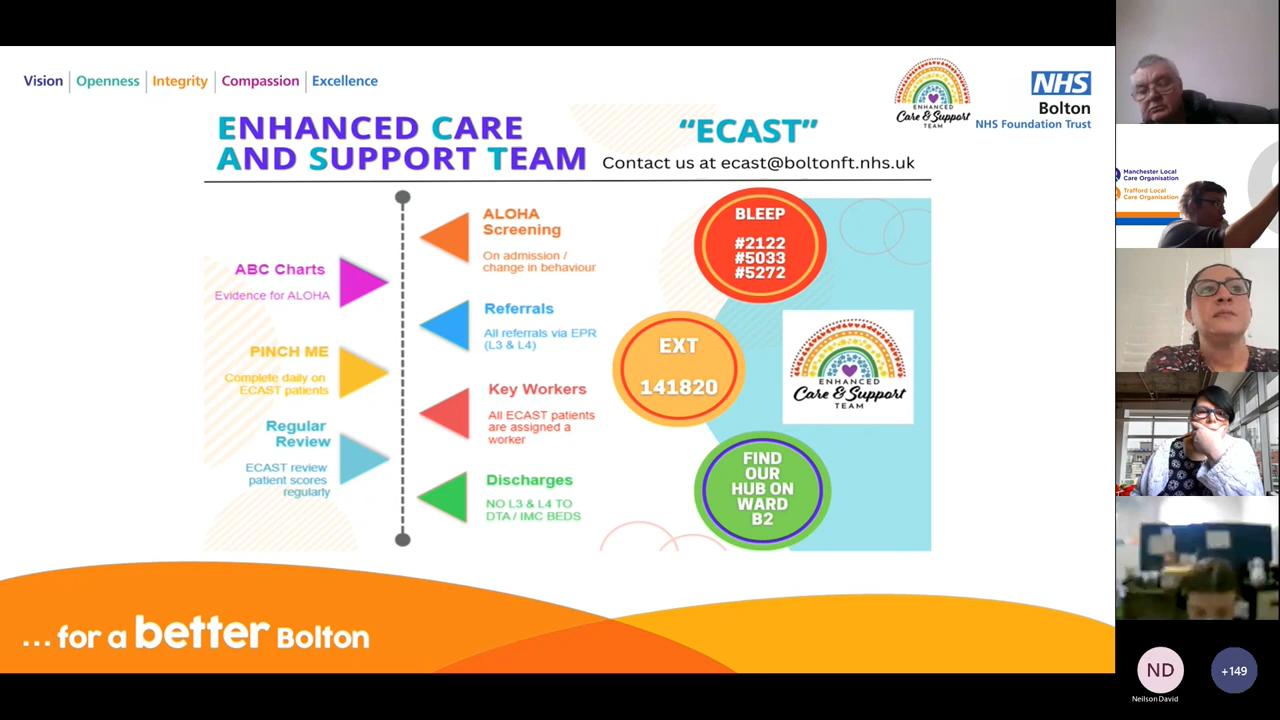 Vision | Openness | Integrity | Compassion | Excellence
ENHANCED
Care & Support
TEAM
NHS
Bolton
NHS Foundation Trust
ENHANCED CARE
AND SUPPORT TEAM
“ECAST”
Contact us at ecast@boltonft.nhs.uk
ALOHA
Screening
On admission /
change in behaviour
ABC Charts
Evidence for ALOHA
Referrals
All referrals via EPR
(L3 & L4)
PINCH ME
Complete daily on
ECAST patients
Key Workers
All ECAST patients
are assigned a
worker
Regular
Review
ECAST review
patient scores
regularly
Discharges
NO L3 & L4 TO
DTA / IMC BEDS
BLEEP
#2122
#5033
#5272
EXT
141820
ENHANCED
Care & Support
TEAM
FIND
OUR
HUB ON
WARD
B2
...for a better Bolton
Manchester Local
Care Organisation
Trafford Local
Care Organisation
ND
Neilson David
+149